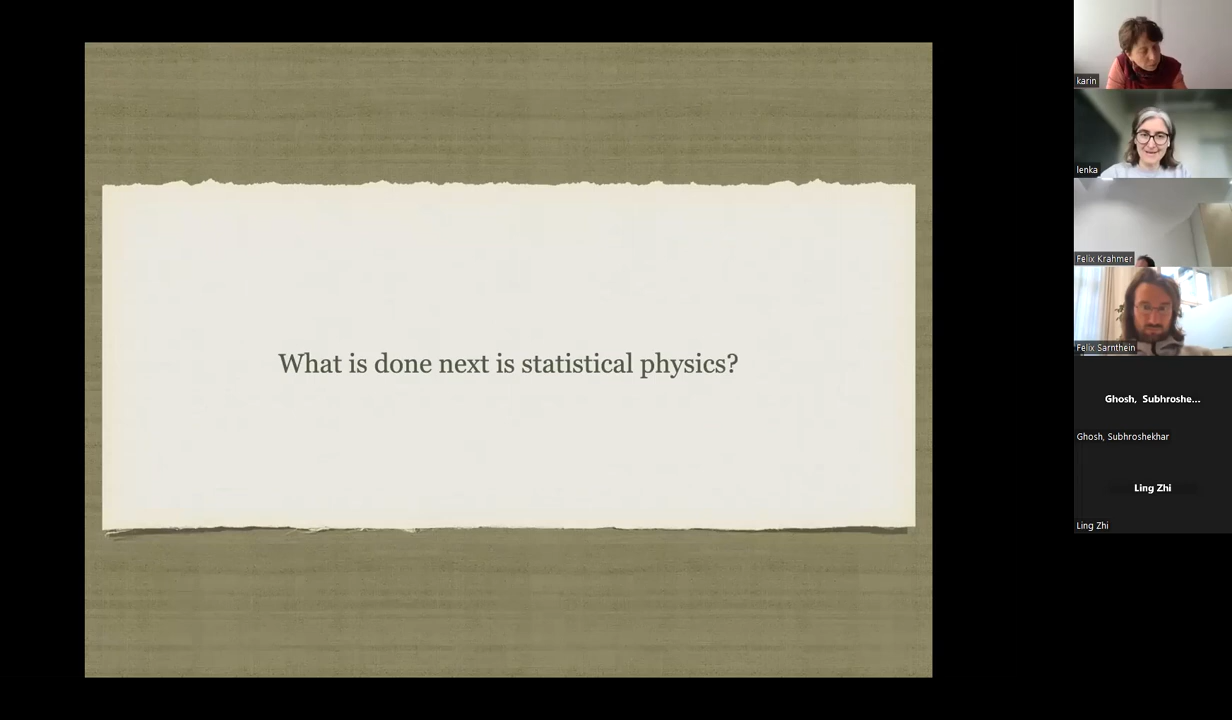 What is done next is statistical physics?
karin
lenka
Felix Krahmer
Felix Sarnthein
Ghosh, Subhroshe...
Ghosh, Subhroshekhar
Ling Zhi
Ling Zhi